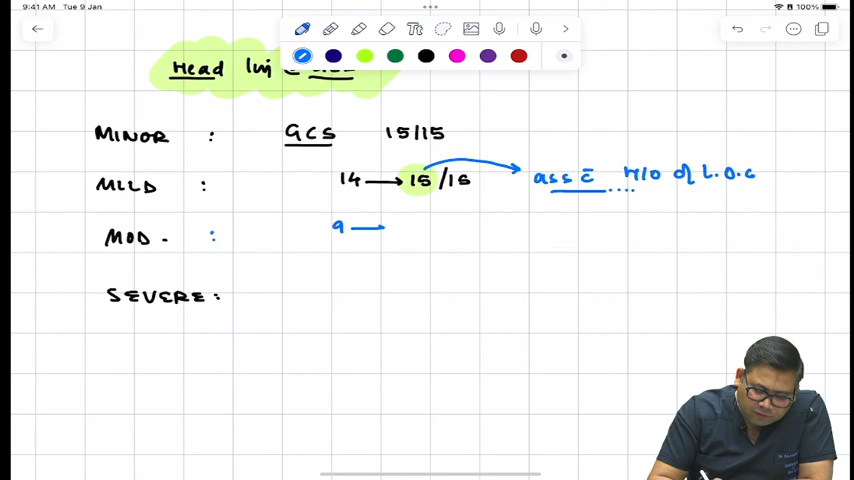 9:41 AM Tue 9 Jan
100%
Tt
Head Inj c̄
MINOR : GCS 15/15
MILD : 14 → 15/15 ass c̄ H/O of L.O.C
MOD. : 9 →
SEVERE :